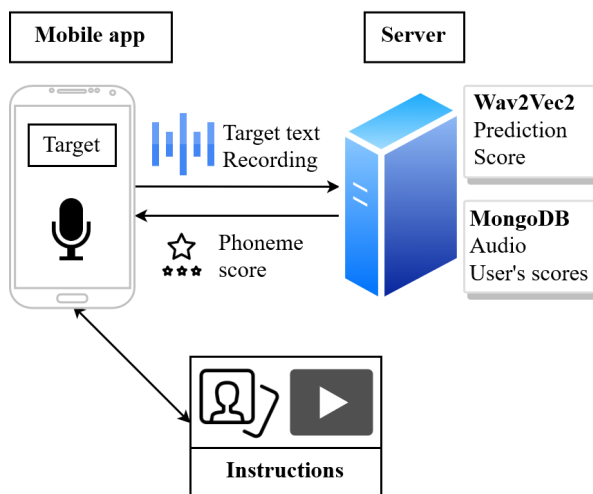 Mobile app
Server
Target
Target text
Recording
Phoneme
score
Wav2Vec2
Prediction
Score
MongoDB
Audio
User's scores
Instructions